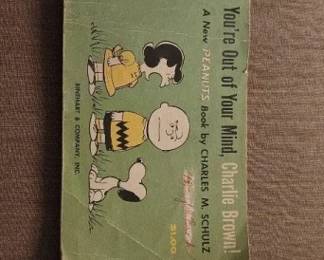 You're Out of Your Mind, Charlie Brown!
A New PEANUTS Book by CHARLES M. SCHULZ
$1.00
RINEHART & COMPANY, INC.